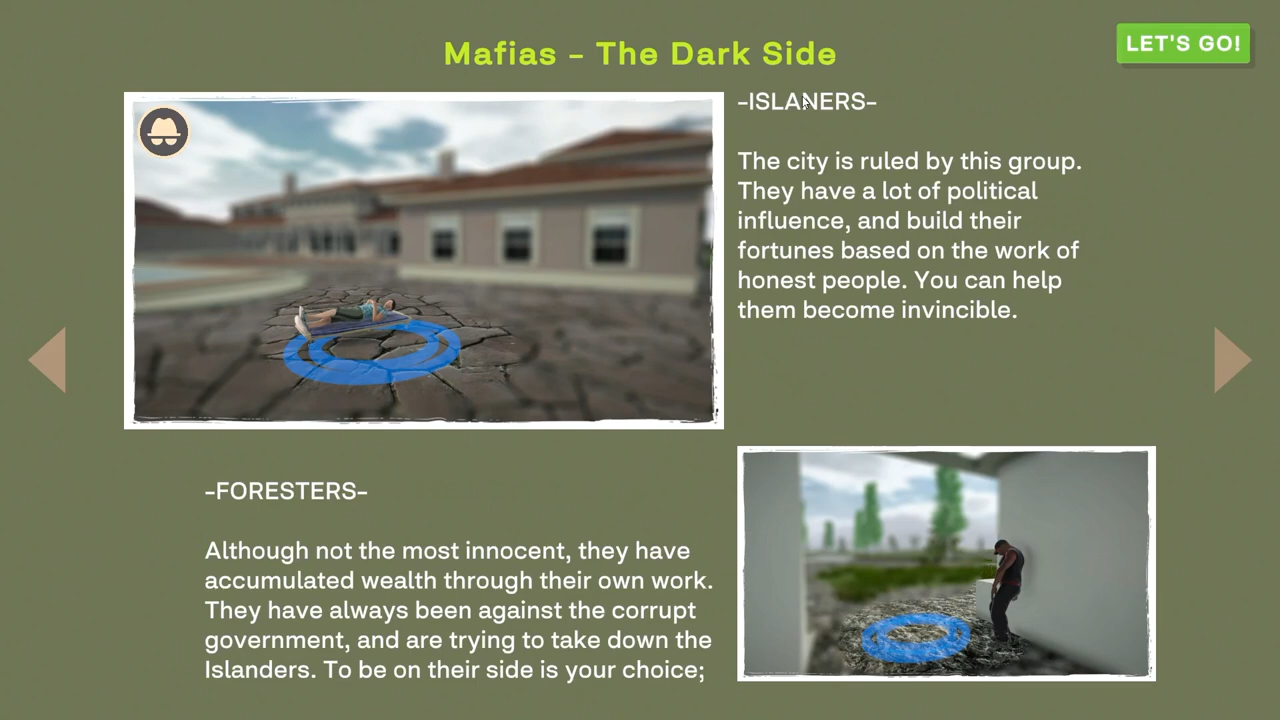 Mafias - The Dark Side
LET'S GO!
-ISLANERS-
The city is ruled by this group.
They have a lot of political
influence, and build their
fortunes based on the work of
honest people. You can help
them become invincible.
-FORESTERS-
Although not the most innocent, they have
accumulated wealth through their own work.
They have always been against the corrupt
government, and are trying to take down the
Islanders. To be on their side is your choice;